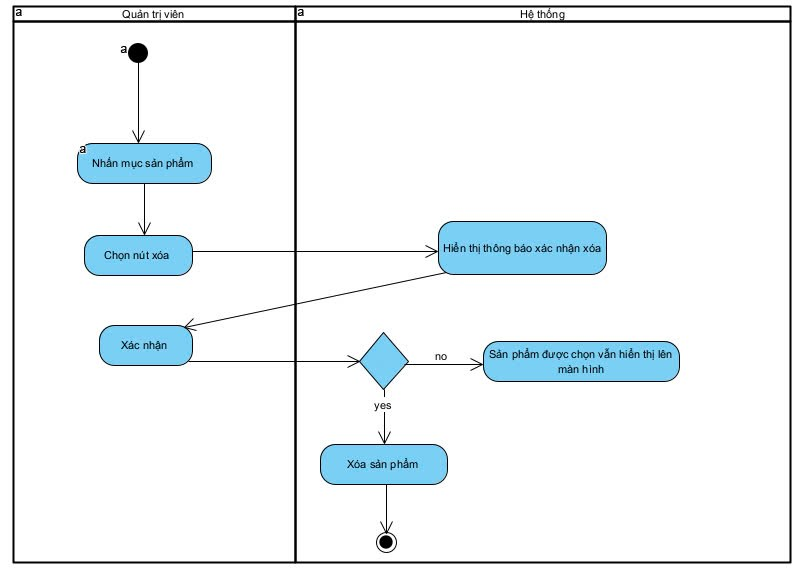 a
Quản trị viên
a
Hệ thống
a
a
Nhấn mục sản phẩm
Chọn nút xóa
Hiển thị thông báo xác nhận xóa
Xác nhận
no
Sản phẩm được chọn vẫn hiển thị lên
màn hình
yes
Xóa sản phẩm